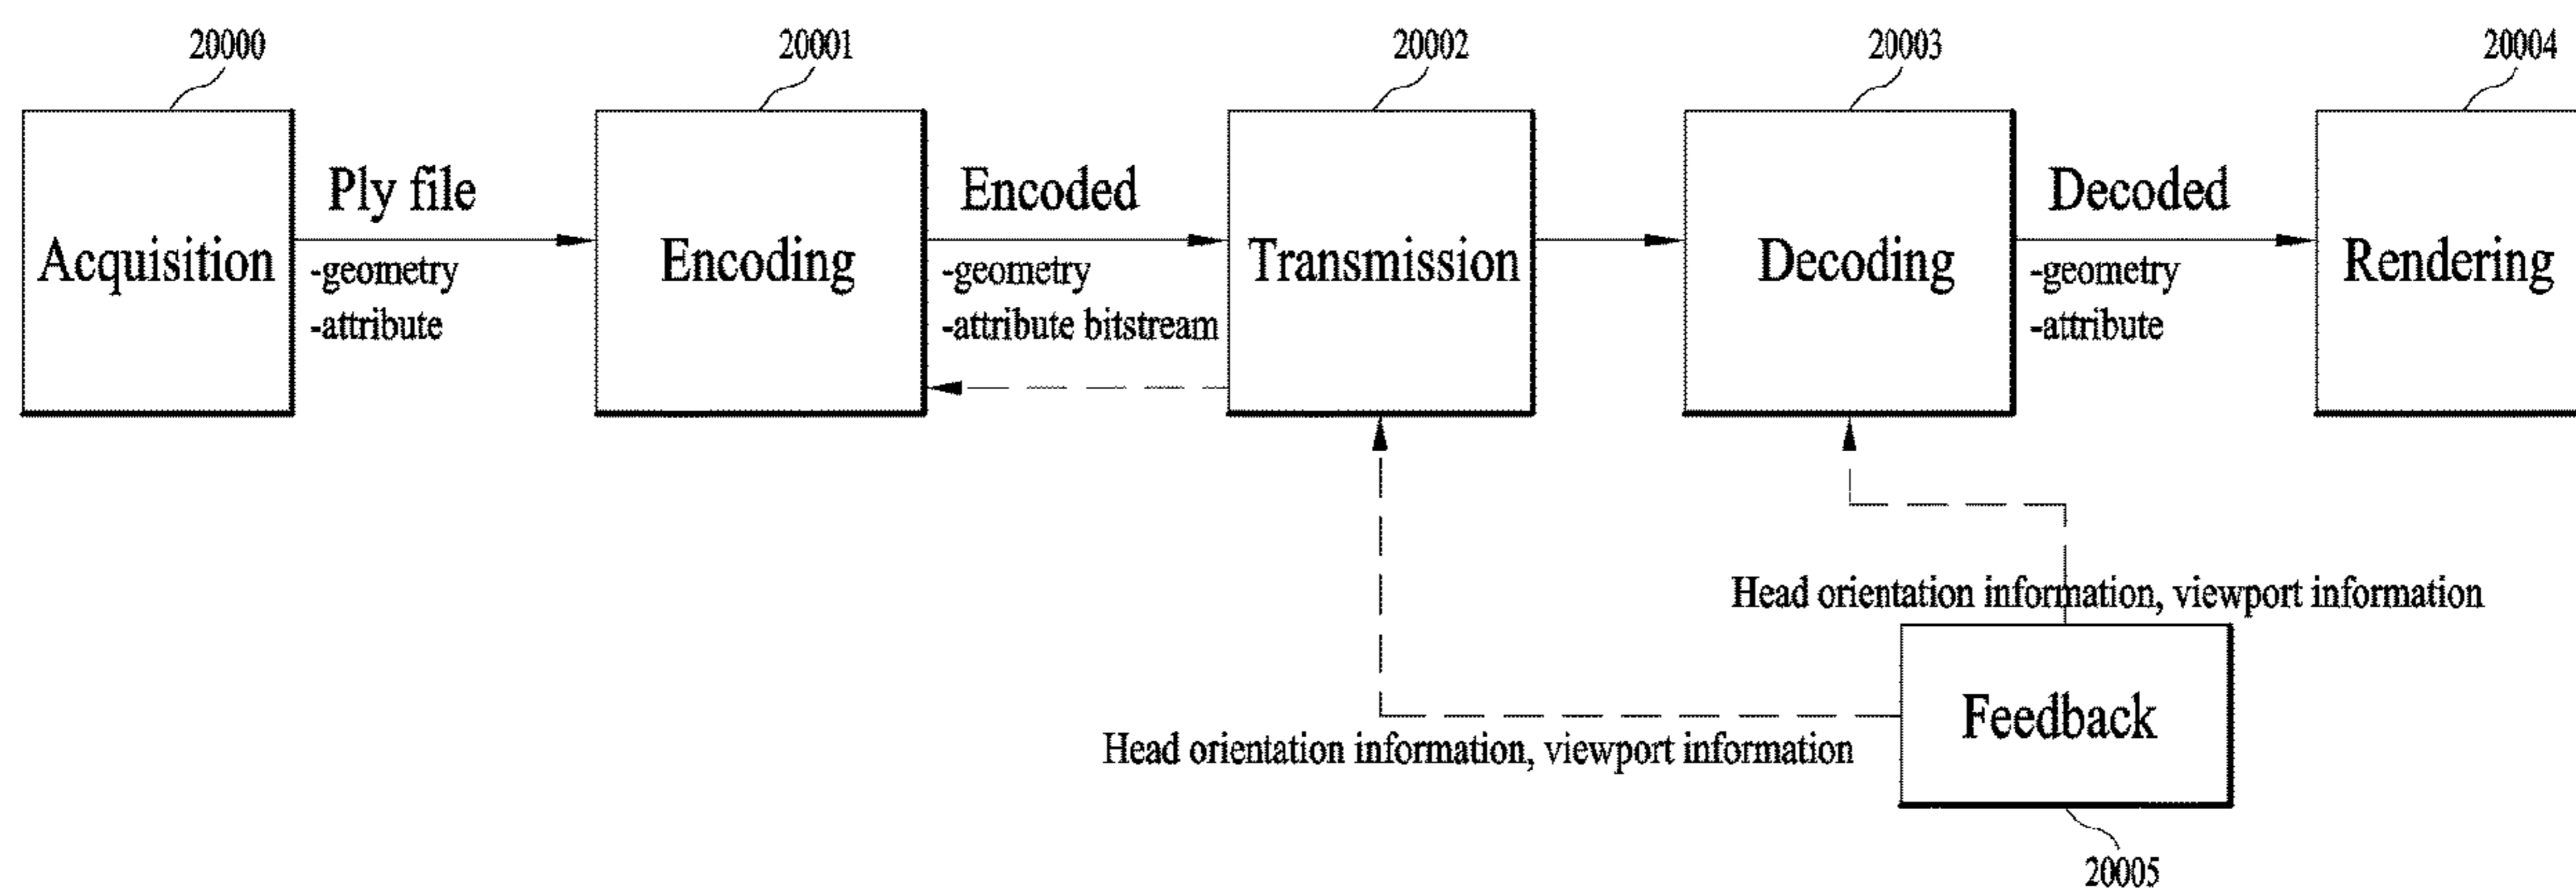 20000
20001
20002
20003
20004
Acquisition
Ply file
-geometry
-attribute
Encoding
Encoded
-geometry
-attribute bitstream
Transmission
Decoding
Decoded
-geometry
-attribute
Rendering
Head orientation information, viewport information
Head orientation information, viewport information
Feedback
20005